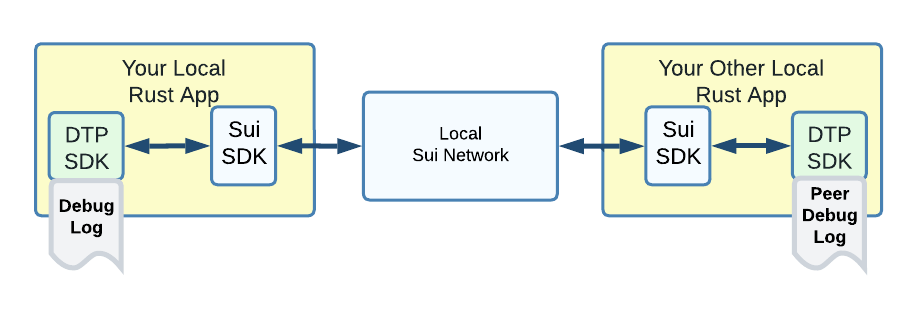 Your Local
Rust App
DTP
SDK
Sui
SDK
Debug
Log
Local
Sui Network
Your Other Local
Rust App
Sui
SDK
DTP
SDK
Peer
Debug
Log